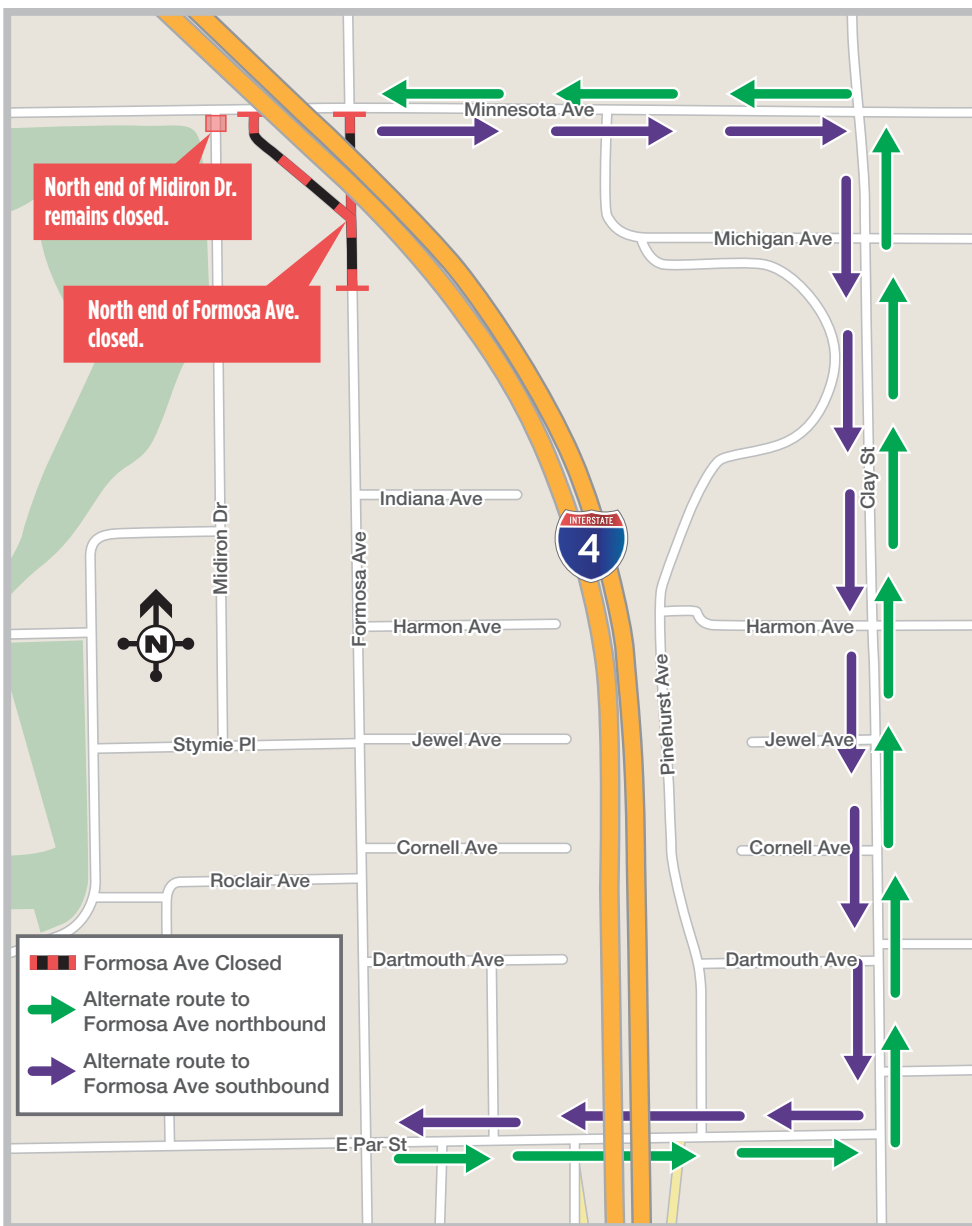 Minnesota Ave
North end of Midiron Dr.
remains closed.
Michigan Ave
North end of Formosa Ave.
closed.
Clay St
Indiana Ave
Midiron Dr
Formosa Ave
INTERSTATE
4
N
Harmon Ave
Harmon Ave
Pinehurst Ave
Stymie Pl
Jewel Ave
Jewel Ave
Cornell Ave
Cornell Ave
Roclair Ave
Dartmouth Ave
Dartmouth Ave
Formosa Ave Closed
Alternate route to
Formosa Ave northbound
Alternate route to
Formosa Ave southbound
E Par St